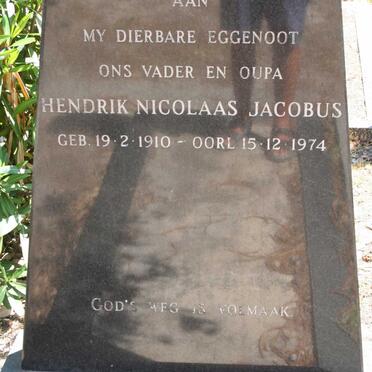 AAN
MY DIERBARE EGGENOOT
ONS VADER EN OUPA
HENDRIK NICOLAAS JACOBUS
GEB. 19·2·1910 - OORL 15·12·1974
GOD'S WEG IS VOLMAAK